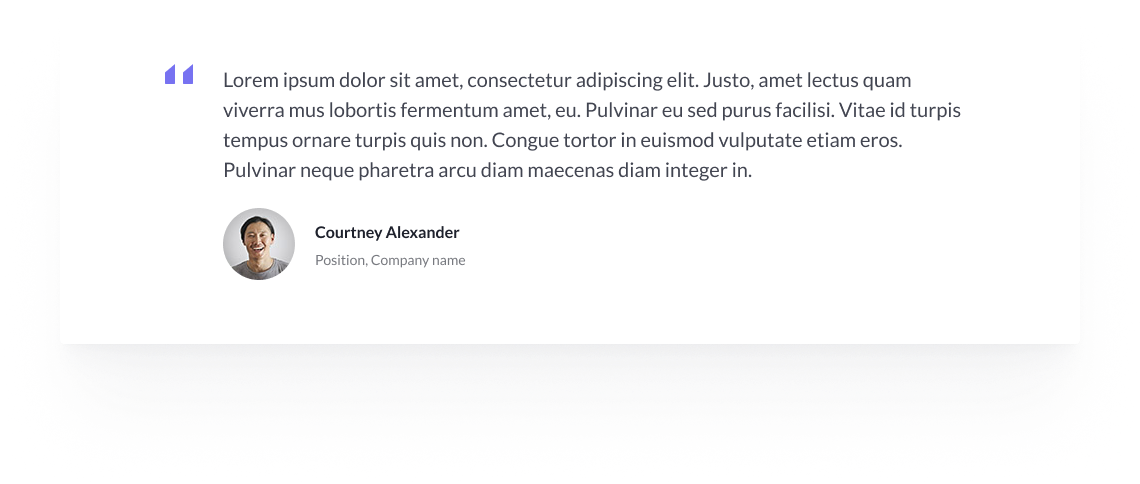 Lorem ipsum dolor sit amet, consectetur adipiscing elit. Justo, amet lectus quam
viverra mus lobortis fermentum amet, eu. Pulvinar eu sed purus facilisi. Vitae id turpis
tempus ornare turpis quis non. Congue tortor in euismod vulputate etiam eros.
Pulvinar neque pharetra arcu diam maecenas diam integer in.
Courtney Alexander
Position, Company name